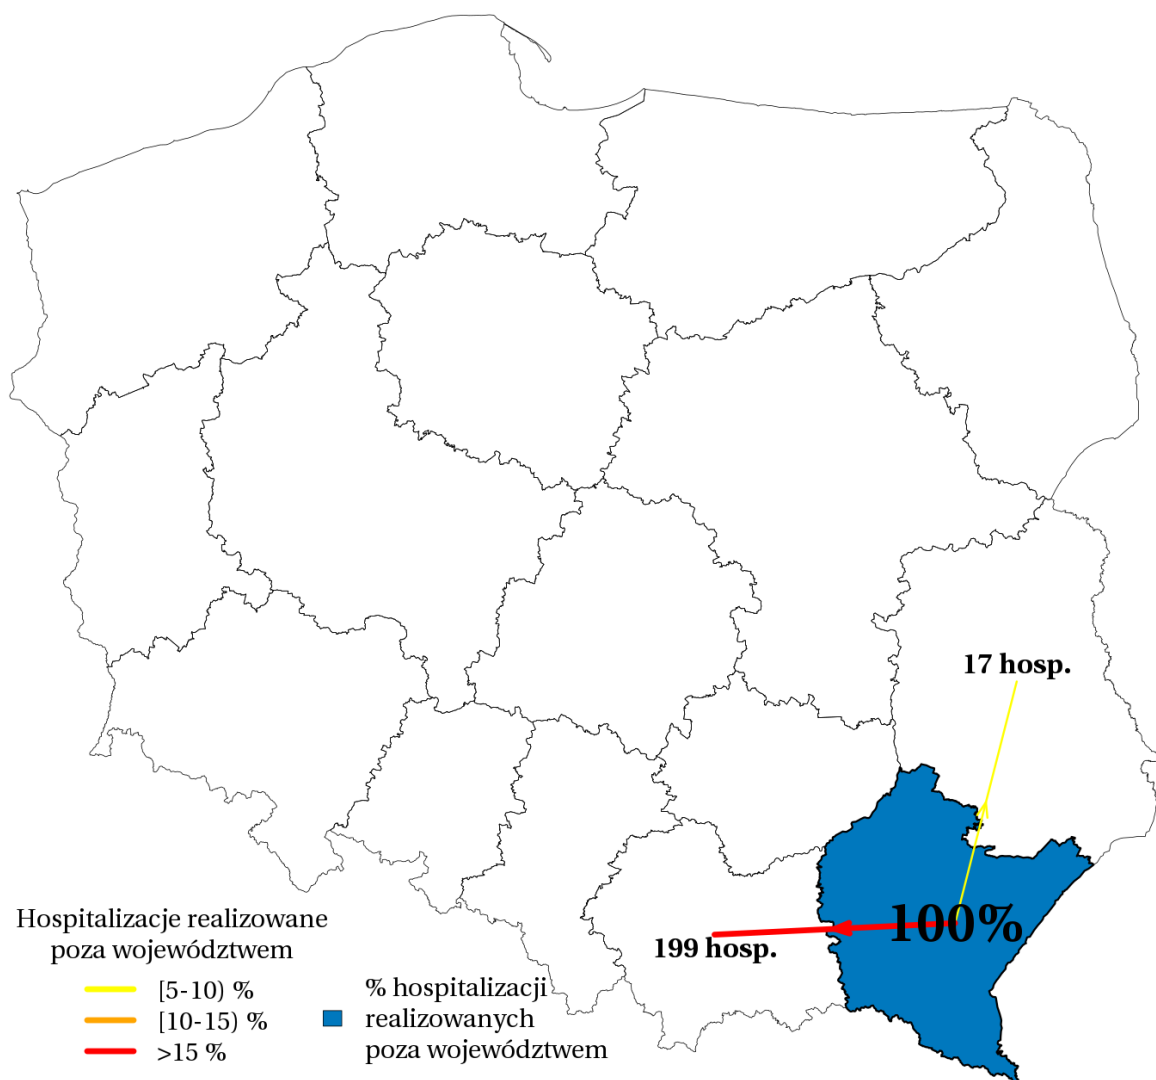 17 hosp.
100%
199 hosp.
Hospitalizacje realizowane
poza województwem
[5-10) %
[10-15) %
>15 %
% hospitalizacji
realizowanych
poza województwem